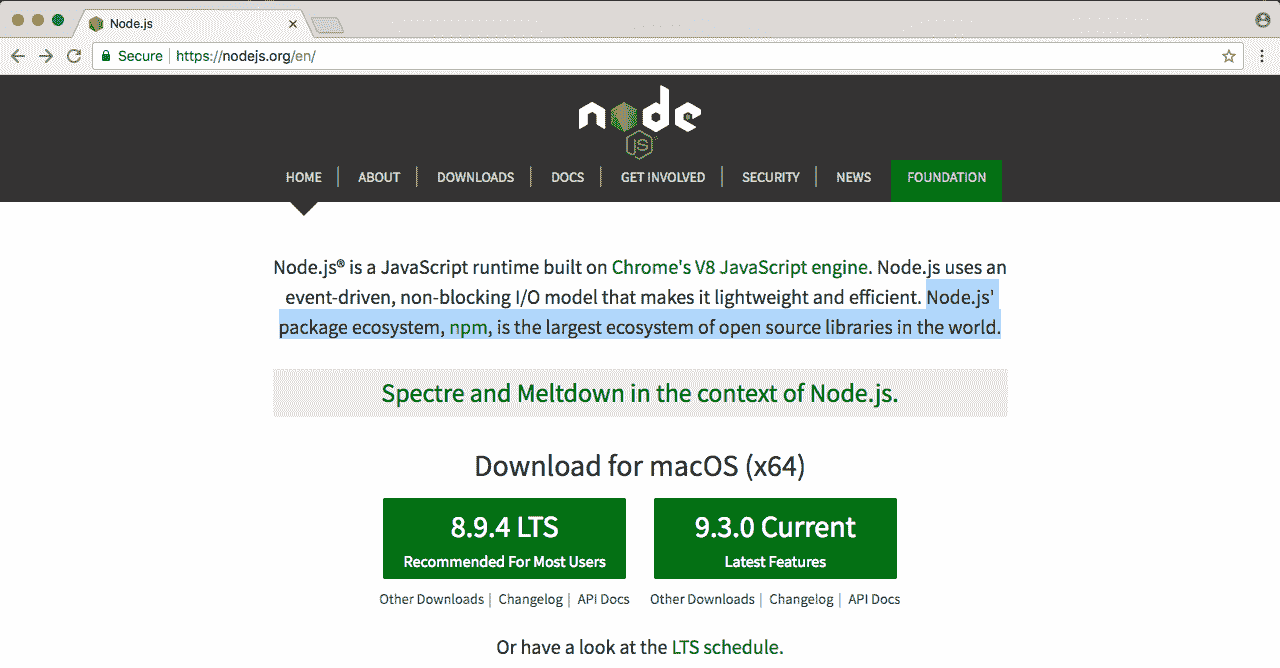 Node.js
Secure https://nodejs.org/en/
node
JS
HOME ABOUT DOWNLOADS DOCS GET INVOLVED SECURITY NEWS FOUNDATION
Node.js® is a JavaScript runtime built on Chrome's V8 JavaScript engine. Node.js uses an
event-driven, non-blocking I/O model that makes it lightweight and efficient. Node.js'
package ecosystem, npm, is the largest ecosystem of open source libraries in the world.
Spectre and Meltdown in the context of Node.js.
Download for macOS (x64)
8.9.4 LTS
Recommended For Most Users
9.3.0 Current
Latest Features
Other Downloads | Changelog | API Docs
Other Downloads | Changelog | API Docs
Or have a look at the LTS schedule.